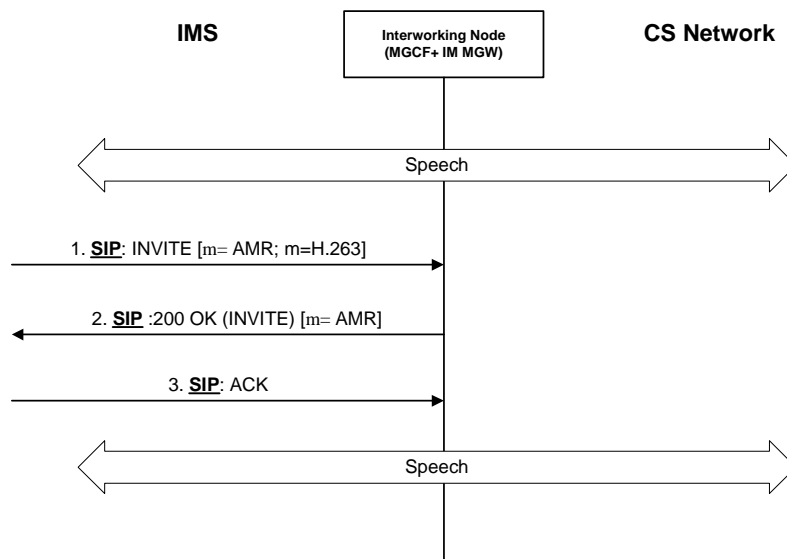 IMS
Interworking Node
(MGCF+ IM MGW)
CS Network
Speech
1. SIP: INVITE [m= AMR; m=H.263]
2. SIP :200 OK (INVITE) [m= AMR]
3. SIP: ACK
Speech